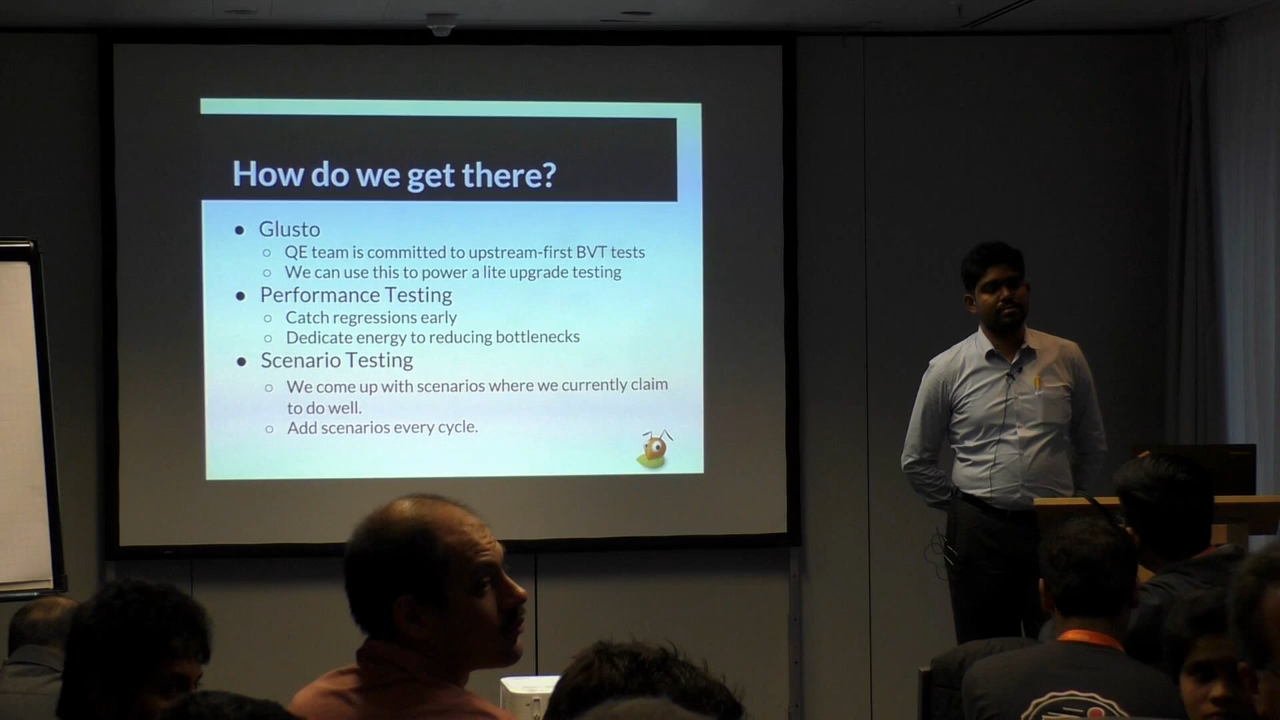 How do we get there?
● Glusto
○ QE team is committed to upstream-first BVT tests
○ We can use this to power a lite upgrade testing
● Performance Testing
○ Catch regressions early
○ Dedicate energy to reducing bottlenecks
● Scenario Testing
○ We come up with scenarios where we currently claim
to do well.
○ Add scenarios every cycle.